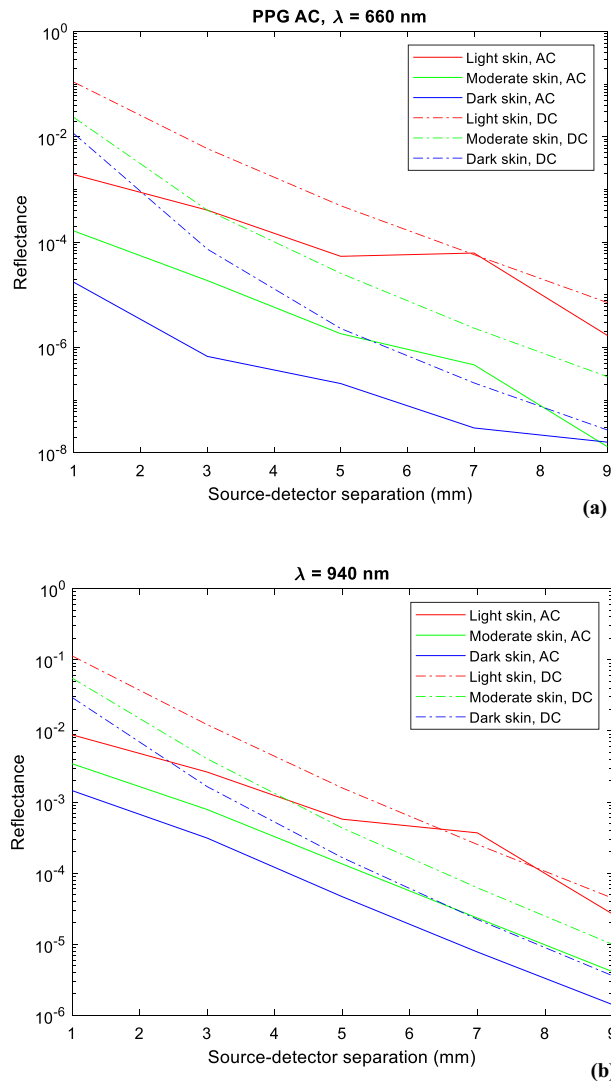 PPG AC, λ = 660 nm
10^0
10^-2
10^-4
10^-6
10^-8
Reflectance
Light skin, AC
Moderate skin, AC
Dark skin, AC
Light skin, DC
Moderate skin, DC
Dark skin, DC
1 2 3 4 5 6 7 8 9
Source-detector separation (mm)
(a)
λ = 940 nm
10^0
10^-1
10^-2
10^-3
10^-4
10^-5
10^-6
Reflectance
Light skin, AC
Moderate skin, AC
Dark skin, AC
Light skin, DC
Moderate skin, DC
Dark skin, DC
1 2 3 4 5 6 7 8 9
Source-detector separation (mm)
(b)